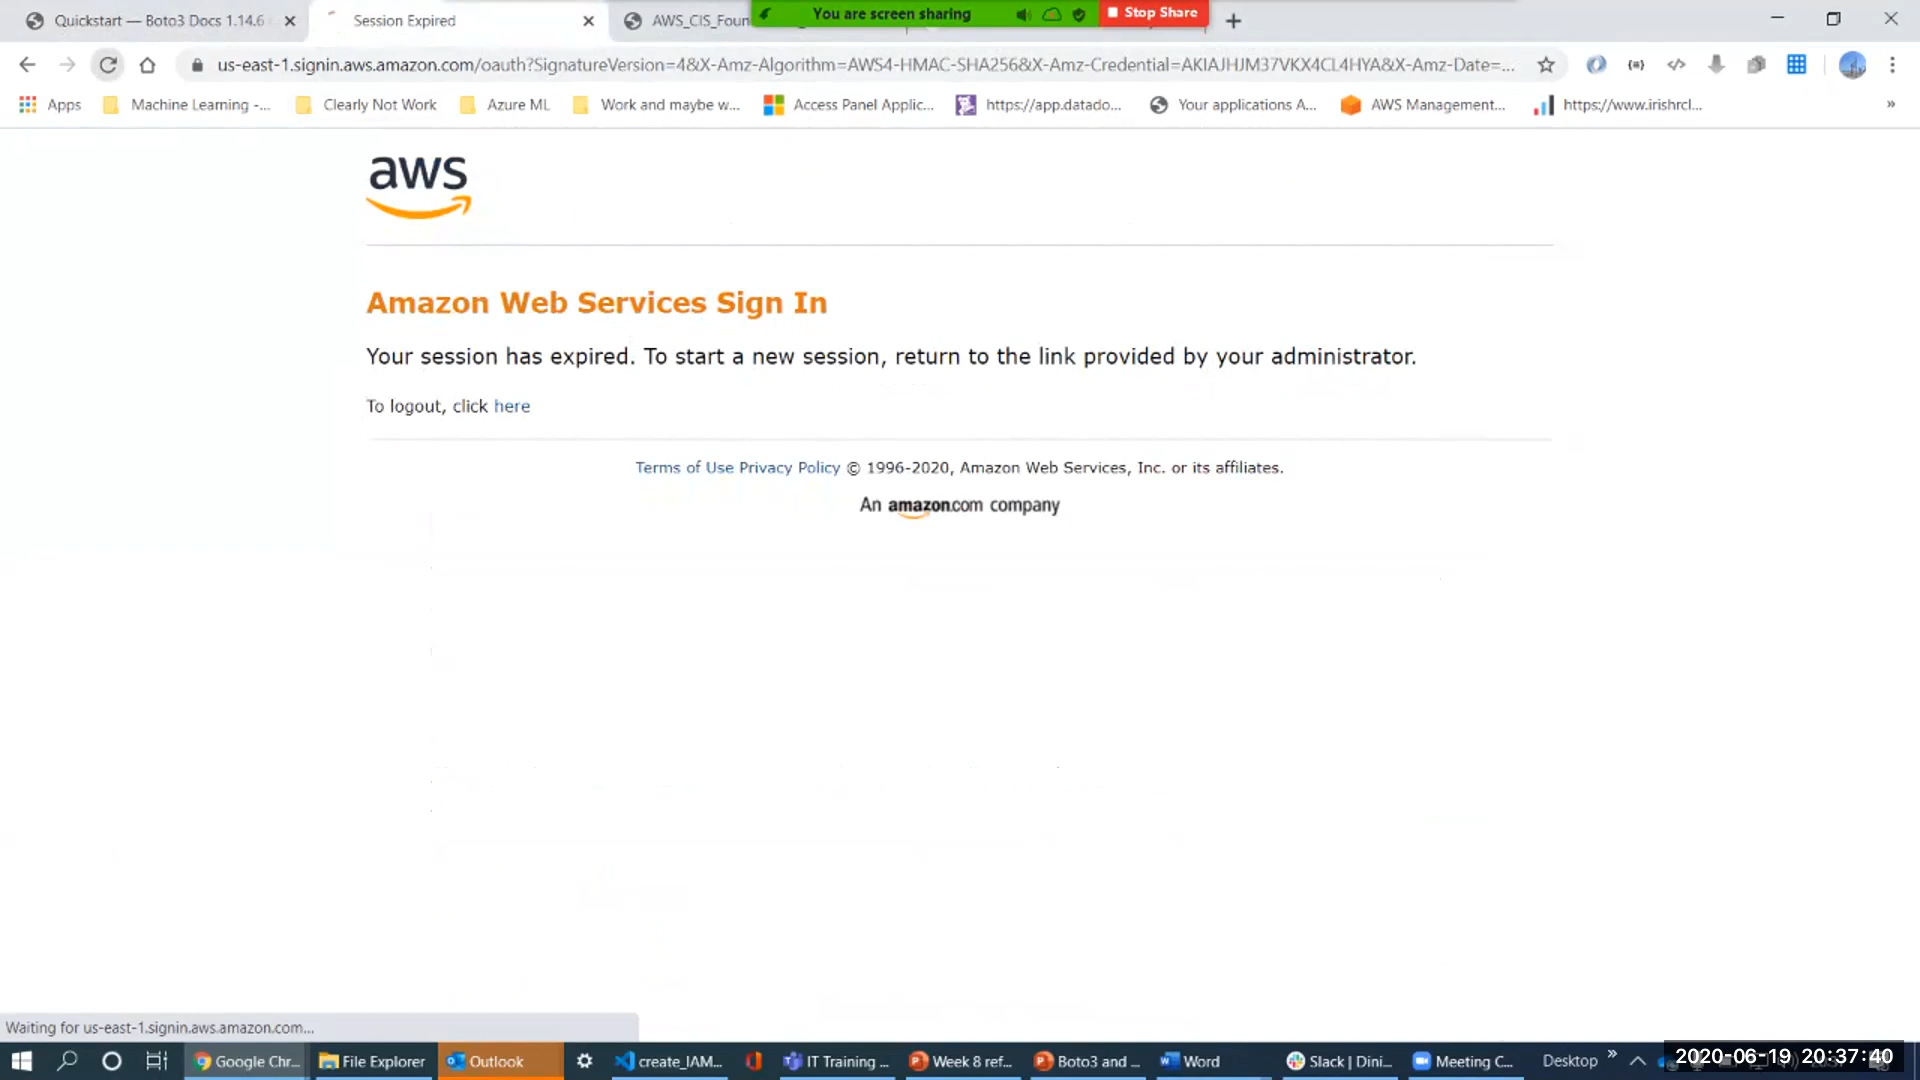 Quickstart — Boto3 Docs 1.14.6
Session Expired
AWS_CIS_Foun
You are screen sharing
Stop Share
us-east-1.signin.aws.amazon.com/oauth?SignatureVersion=4&X-Amz-Algorithm=AWS4-HMAC-SHA256&X-Amz-Credential=AKIAJHJM37VKX4CL4HYA&X-Amz-Date=...
Apps
Machine Learning -...
Clearly Not Work
Azure ML
Work and maybe w...
Access Panel Applic...
https://app.datado...
Your applications A...
AWS Management...
https://www.irishrcl...
»
aws
Amazon Web Services Sign In
Your session has expired. To start a new session, return to the link provided by your administrator.
To logout, click here
Terms of Use Privacy Policy © 1996-2020, Amazon Web Services, Inc. or its affiliates.
An amazon.com company
Waiting for us-east-1.signin.aws.amazon.com...
Google Chr...
File Explorer
Outlook
create_IAM...
IT Training ...
Week 8 ref...
Boto3 and ...
Word
Slack | Dini...
Meeting C...
Desktop
»
2020-06-19 20:37:40